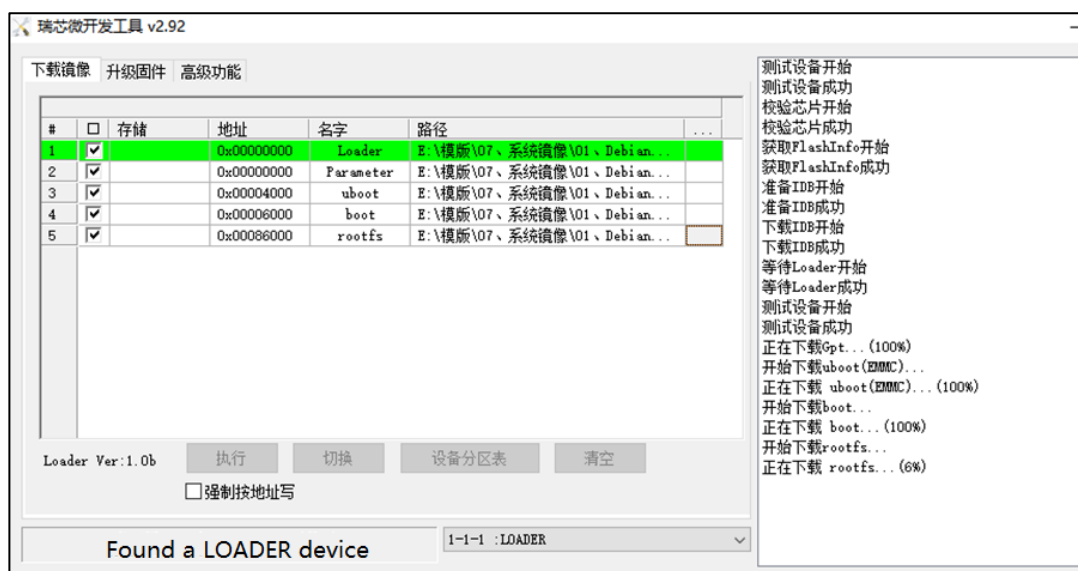 瑞芯微开发工具 v2.92
下载镜像 升级固件 高级功能
# 存储 地址 名字 路径 ...
1 0x00000000 Loader E:\模版\07、系统镜像\01、Debian...
2 0x00000000 Parameter E:\模版\07、系统镜像\01、Debian...
3 0x00004000 uboot E:\模版\07、系统镜像\01、Debian...
4 0x00006000 boot E:\模版\07、系统镜像\01、Debian...
5 0x00086000 rootfs E:\模版\07、系统镜像\01、Debian...
Loader Ver:1.0b 执行 切换 设备分区表 清空
强制按地址写
Found a LOADER device 1-1-1 :LOADER
测试设备开始
测试设备成功
校验芯片开始
校验芯片成功
获取FlashInfo开始
获取FlashInfo成功
准备IDB开始
准备IDB成功
下载IDB开始
下载IDB成功
等待Loader开始
等待Loader成功
测试设备开始
测试设备成功
正在下载Gpt...(100%)
开始下载uboot(EMMC)...
正在下载 uboot(EMMC)...(100%)
开始下载boot...
正在下载 boot...(100%)
开始下载rootfs...
正在下载 rootfs...(6%)